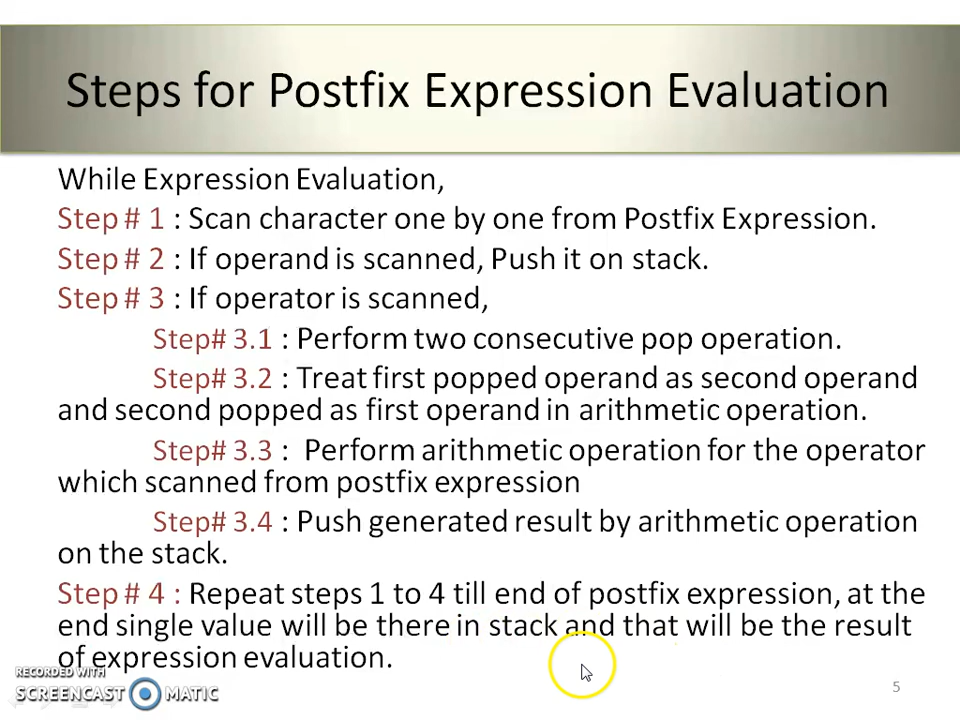 Steps for Postfix Expression Evaluation
While Expression Evaluation,
Step # 1 : Scan character one by one from Postfix Expression.
Step # 2 : If operand is scanned, Push it on stack.
Step # 3 : If operator is scanned,
Step# 3.1 : Perform two consecutive pop operation.
Step# 3.2 : Treat first popped operand as second operand
and second popped as first operand in arithmetic operation.
Step# 3.3 : Perform arithmetic operation for the operator
which scanned from postfix expression
Step# 3.4 : Push generated result by arithmetic operation
on the stack.
Step # 4 : Repeat steps 1 to 4 till end of postfix expression, at the
end single value will be there in stack and that will be the result
of expression evaluation.
RECORDED WITH
SCREENCAST MATIC
5